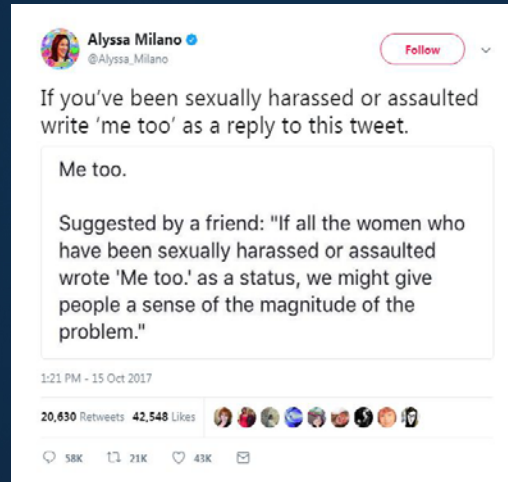 Alyssa Milano
@Alyssa_Milano
Follow
If you've been sexually harassed or assaulted
write 'me too' as a reply to this tweet.
Me too.
Suggested by a friend: "If all the women who
have been sexually harassed or assaulted
wrote 'Me too.' as a status, we might give
people a sense of the magnitude of the
problem."
1:21 PM - 15 Oct 2017
20,630 Retweets 42,548 Likes
58K 21K 43K